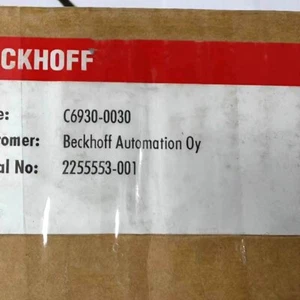 CKHOFF
e: C6930-0030
tomer: Beckhoff Automation Oy
al No: 2255553-001